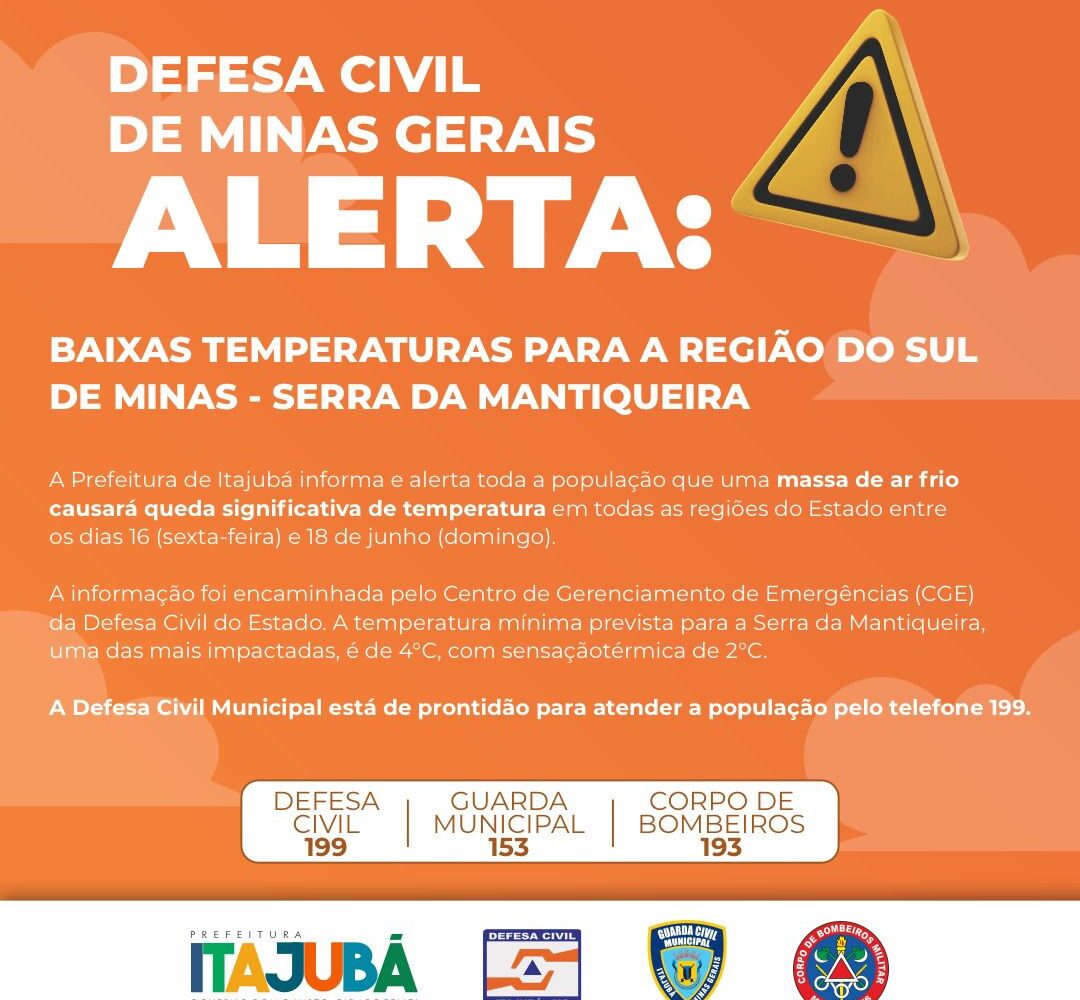 DEFESA CIVIL
DE MINAS GERAIS
ALERTA:
BAIXAS TEMPERATURAS PARA A REGIÃO DO SUL
DE MINAS - SERRA DA MANTIQUEIRA
A Prefeitura de Itajubá informa e alerta toda a população que uma massa de ar frio
causará queda significativa de temperatura em todas as regiões do Estado entre
os dias 16 (sexta-feira) e 18 de junho (domingo).
A informação foi encaminhada pelo Centro de Gerenciamento de Emergências (CGE)
da Defesa Civil do Estado. A temperatura mínima prevista para a Serra da Mantiqueira,
uma das mais impactadas, é de 4°C, com sensaçãotérmica de 2°C.
A Defesa Civil Municipal está de prontidão para atender a população pelo telefone 199.
DEFESA
CIVIL
199
GUARDA
MUNICIPAL
153
CORPO DE
BOMBEIROS
193
PREFEITURA
ITAJUBÁ
DEFESA CIVIL
GUARDA CIVIL
MUNICIPAL
ITAJUBÁ
MINAS GERAIS
CORPO DE BOMBEIROS MILITAR